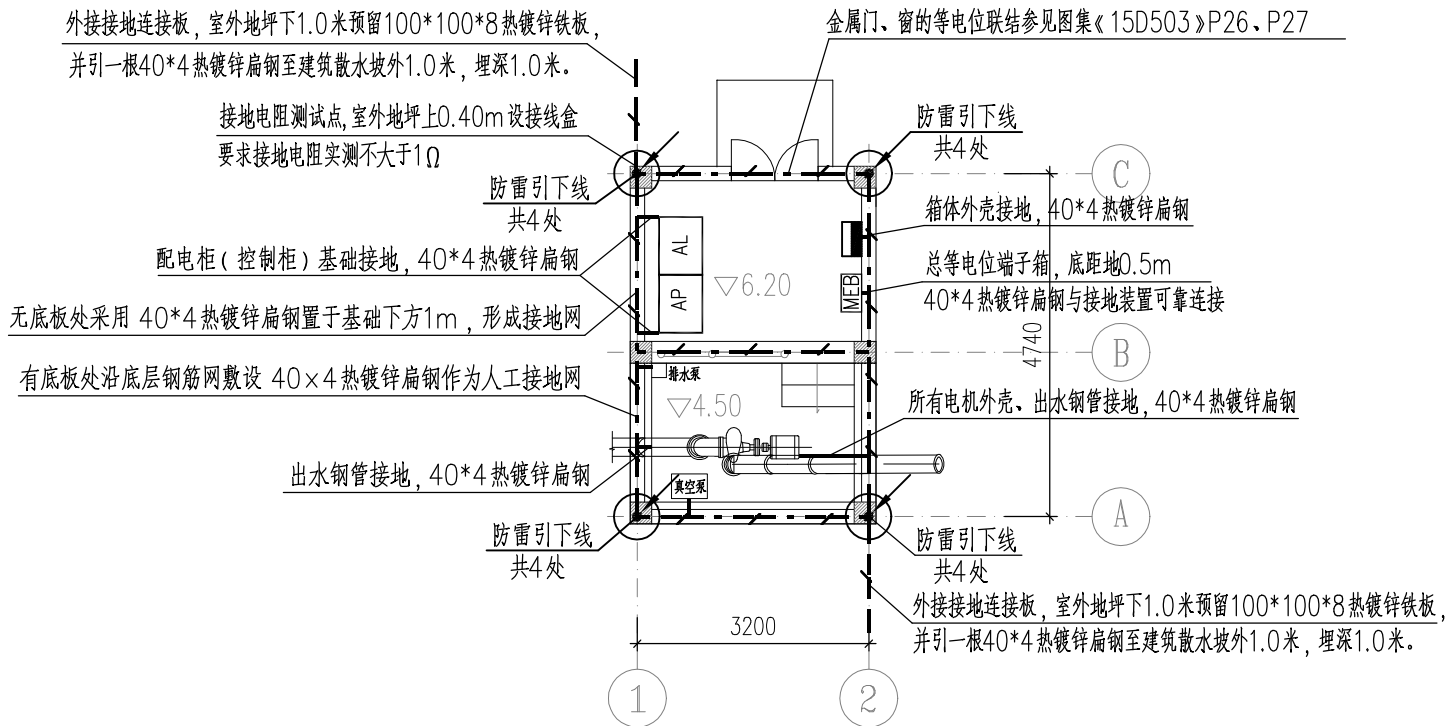 外接接地连接板，室外地坪下1.0米预留100*100*8热镀锌铁板，
并引一根40*4热镀锌扁钢至建筑散水坡外1.0米，埋深1.0米。
金属门、窗的等电位联结参见图集《15D503》P26、P27
接地电阻测试点,室外地坪上0.40m设接线盒
要求接地电阻实测不大于1Ω
防雷引下线
共4处
防雷引下线
共4处
C
箱体外壳接地，40*4热镀锌扁钢
配电柜(控制柜)基础接地，40*4热镀锌扁钢
AL
AP
6.20
MEB
总等电位端子箱，底距地0.5m
40*4热镀锌扁钢与接地装置可靠连接
无底板处采用 40*4热镀锌扁钢置于基础下方1m，形成接地网
4740
B
有底板处沿底层钢筋网敷设 40×4热镀锌扁钢作为人工接地网
排水泵
4.50
所有电机外壳、出水钢管接地，40*4热镀锌扁钢
出水钢管接地，40*4热镀锌扁钢
真空泵
A
防雷引下线
共4处
防雷引下线
共4处
外接接地连接板，室外地坪下1.0米预留100*100*8热镀锌铁板，
并引一根40*4热镀锌扁钢至建筑散水坡外1.0米，埋深1.0米。
3200
1
2